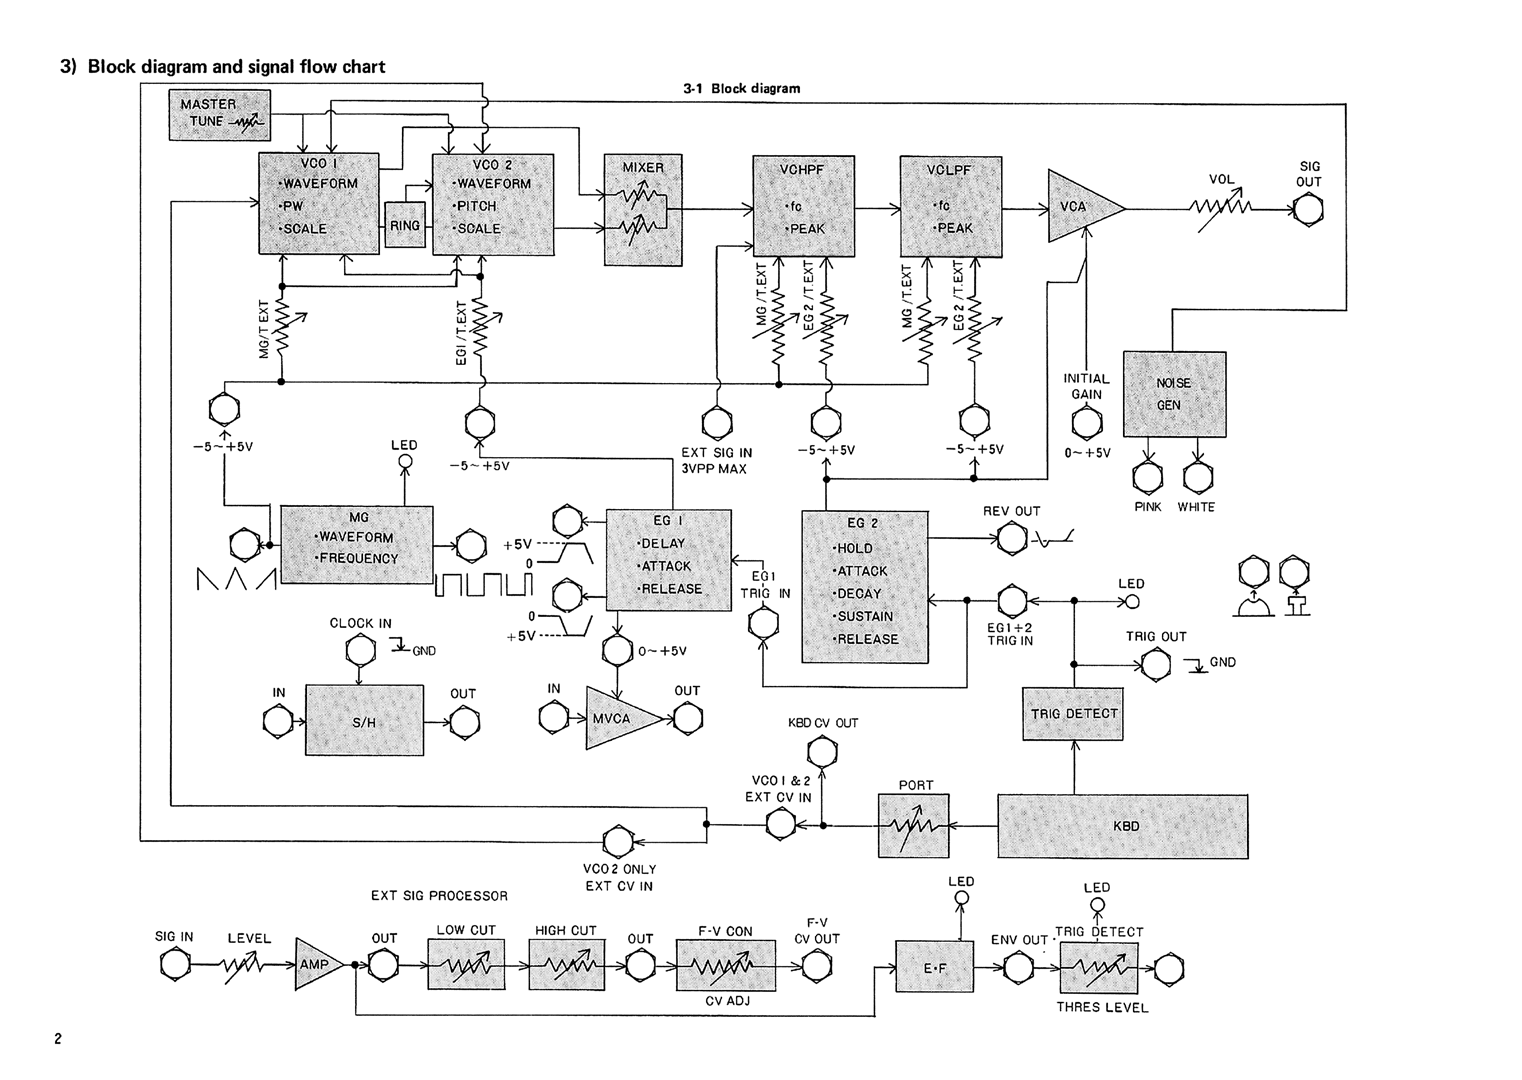 3) Block diagram and signal flow chart
3-1 Block diagram
MASTER
TUNE
VCO 1
•WAVEFORM
•PW
•SCALE
RING
VCO 2
•WAVEFORM
•PITCH
•SCALE
MIXER
VCHPF
•fc
•PEAK
VCLPF
•fc
•PEAK
VCA
VOL
SIG
OUT
MG/T.EXT
EG1/T.EXT
MG/T.EXT
EG2/T.EXT
MG/T.EXT
EG2/T.EXT
INITIAL
GAIN
0~+5V
NOISE
GEN
PINK
WHITE
−5~+5V
LED
−5~+5V
EXT SIG IN
3VPP MAX
−5~+5V
−5~+5V
MG
•WAVEFORM
•FREQUENCY
+5V
0
0
+5V
EG 1
•DELAY
•ATTACK
•RELEASE
0~+5V
EG1
TRIG IN
EG 2
•HOLD
•ATTACK
•DECAY
•SUSTAIN
•RELEASE
REV OUT
EG1+2
TRIG IN
LED
TRIG OUT
GND
CLOCK IN
GND
IN
S/H
OUT
IN
MVCA
OUT
TRIG DETECT
KBD CV OUT
VCO 1 & 2
EXT CV IN
PORT
KBD
VCO 2 ONLY
EXT CV IN
EXT SIG PROCESSOR
SIG IN
LEVEL
AMP
OUT
LOW CUT
HIGH CUT
OUT
F-V CON
CV ADJ
F-V
CV OUT
LED
E•F
ENV OUT
LED
TRIG DETECT
THRES LEVEL
2